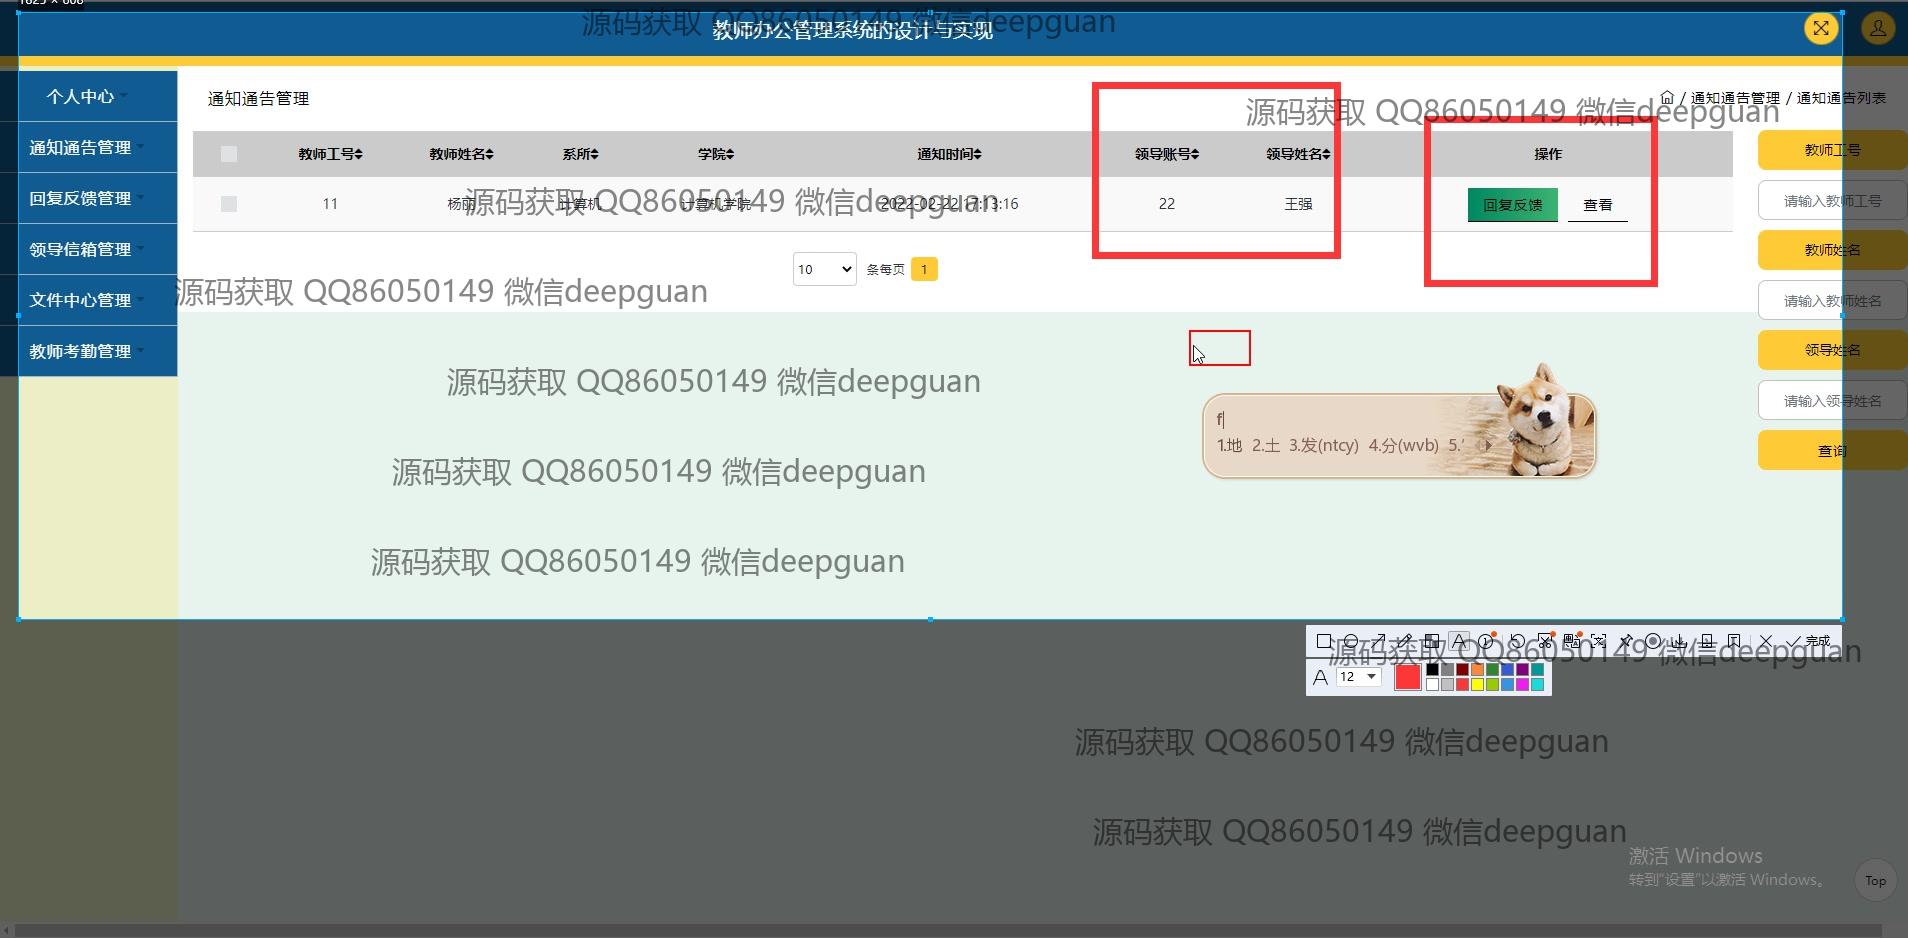 1825 × 608
源码获取 QQ86050149 微信deepguan
教师办公管理系统的设计与实现
个人中心
通知通告管理
回复反馈管理
领导信箱管理
文件中心管理
教师考勤管理
通知通告管理
/ 通知通告管理 / 通知通告列表
源码获取 QQ86050149 微信deepguan
教师工号 教师姓名 系所 学院 通知时间 领导账号 领导姓名 操作
11 杨丽 计算机 计算机学院 2022-02-22 17:13:16 22 王强 回复反馈 查看
源码获取 QQ86050149 微信deepguan
10 条每页 1
源码获取 QQ86050149 微信deepguan
教师工号
请输入教师工号
教师姓名
请输入教师姓名
领导姓名
请输入领导姓名
查询
源码获取 QQ86050149 微信deepguan
f
1.地 2.土 3.发(ntcy) 4.分(wvb) 5.'
源码获取 QQ86050149 微信deepguan
源码获取 QQ86050149 微信deepguan
完成
源码获取 QQ86050149 微信deepguan
A 12
源码获取 QQ86050149 微信deepguan
源码获取 QQ86050149 微信deepguan
激活 Windows
转到"设置"以激活 Windows。
Top